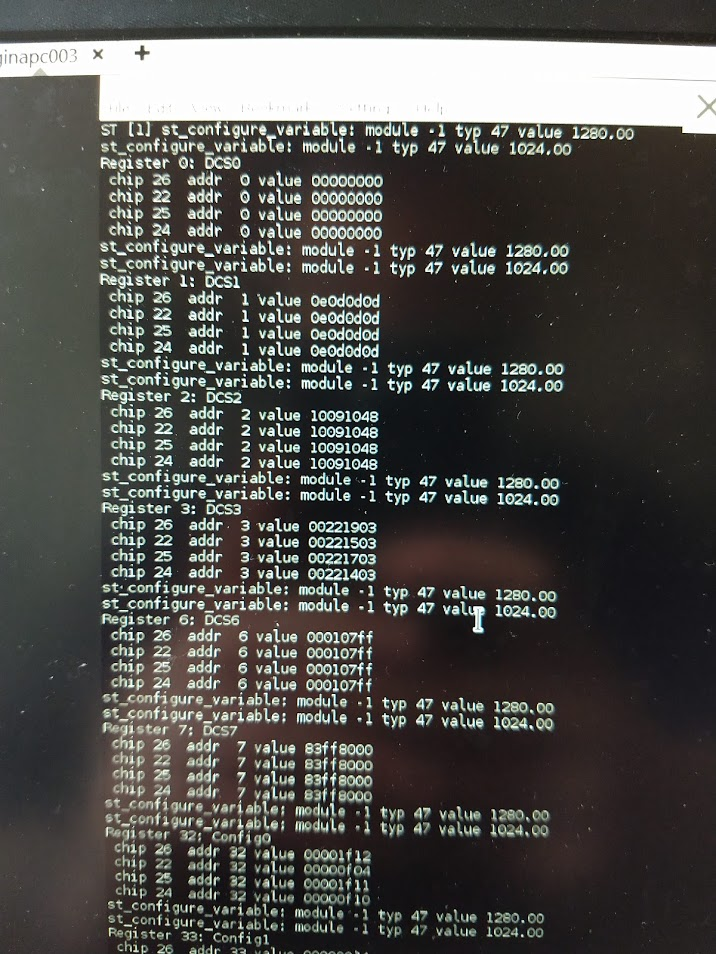 ginapc003 × +
File Edit View Bookmarks Settings Help
ST [1] st_configure_variable: module -1 typ 47 value 1280.00
st_configure_variable: module -1 typ 47 value 1024.00
Register 0: DCS0
chip 26 addr 0 value 00000000
chip 22 addr 0 value 00000000
chip 25 addr 0 value 00000000
chip 24 addr 0 value 00000000
st_configure_variable: module -1 typ 47 value 1280.00
st_configure_variable: module -1 typ 47 value 1024.00
Register 1: DCS1
chip 26 addr 1 value 0e0d0d0d
chip 22 addr 1 value 0e0d0d0d
chip 25 addr 1 value 0e0d0d0d
chip 24 addr 1 value 0e0d0d0d
st_configure_variable: module -1 typ 47 value 1280.00
st_configure_variable: module -1 typ 47 value 1024.00
Register 2: DCS2
chip 26 addr 2 value 10091048
chip 22 addr 2 value 10091048
chip 25 addr 2 value 10091048
chip 24 addr 2 value 10091048
st_configure_variable: module -1 typ 47 value 1280.00
st_configure_variable: module -1 typ 47 value 1024.00
Register 3: DCS3
chip 26 addr 3 value 00221903
chip 22 addr 3 value 00221503
chip 25 addr 3 value 00221703
chip 24 addr 3 value 00221403
st_configure_variable: module -1 typ 47 value 1280.00
st_configure_variable: module -1 typ 47 value 1024.00
Register 6: DCS6
chip 26 addr 6 value 000107ff
chip 22 addr 6 value 000107ff
chip 25 addr 6 value 000107ff
chip 24 addr 6 value 000107ff
st_configure_variable: module -1 typ 47 value 1280.00
st_configure_variable: module -1 typ 47 value 1024.00
Register 7: DCS7
chip 26 addr 7 value 83ff8000
chip 22 addr 7 value 83ff8000
chip 25 addr 7 value 83ff8000
chip 24 addr 7 value 83ff8000
st_configure_variable: module -1 typ 47 value 1280.00
st_configure_variable: module -1 typ 47 value 1024.00
Register 32: Config0
chip 26 addr 32 value 00001f12
chip 22 addr 32 value 00000f04
chip 25 addr 32 value 00001f11
chip 24 addr 32 value 00000f10
st_configure_variable: module -1 typ 47 value 1280.00
st_configure_variable: module -1 typ 47 value 1024.00
Register 33: Config1
chip 26 addr 33 value